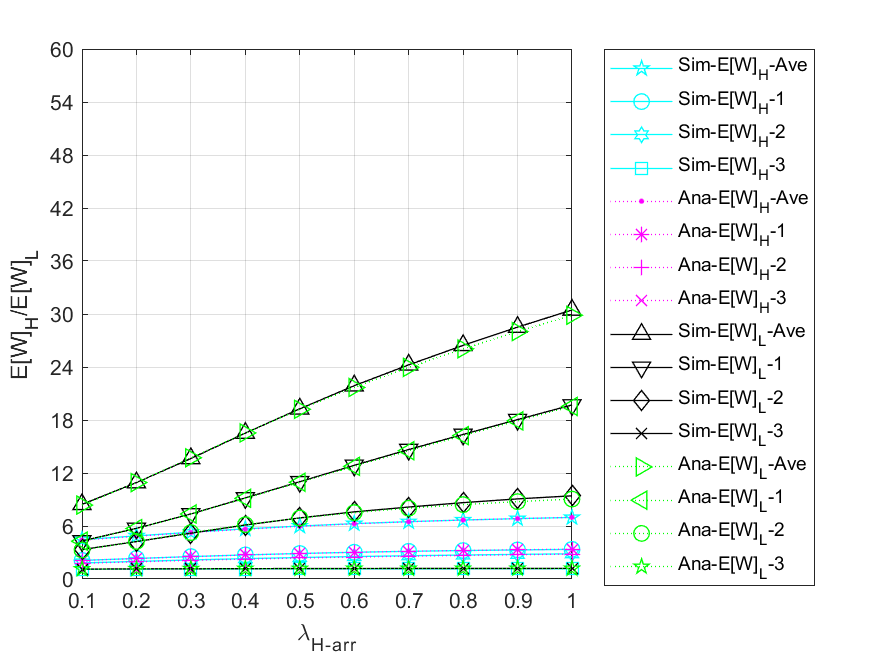 60
54
48
42
36
30
24
18
12
6
0
0.1 0.2 0.3 0.4 0.5 0.6 0.7 0.8 0.9 1
λH-arr
E[W]H/E[W]L
Sim-E[W]H-Ave
Sim-E[W]H-1
Sim-E[W]H-2
Sim-E[W]H-3
Ana-E[W]H-Ave
Ana-E[W]H-1
Ana-E[W]H-2
Ana-E[W]H-3
Sim-E[W]L-Ave
Sim-E[W]L-1
Sim-E[W]L-2
Sim-E[W]L-3
Ana-E[W]L-Ave
Ana-E[W]L-1
Ana-E[W]L-2
Ana-E[W]L-3